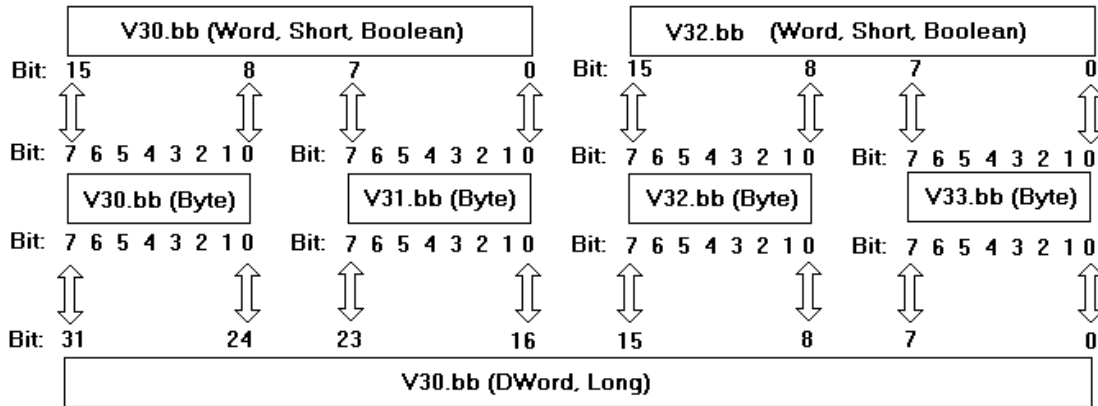 V30.bb (Word, Short, Boolean) V32.bb (Word, Short, Boolean)
Bit: 15 8 7 0 Bit: 15 8 7 0
Bit: 7 6 5 4 3 2 1 0 Bit: 7 6 5 4 3 2 1 0 Bit: 7 6 5 4 3 2 1 0 Bit: 7 6 5 4 3 2 1 0
V30.bb (Byte) V31.bb (Byte) V32.bb (Byte) V33.bb (Byte)
Bit: 7 6 5 4 3 2 1 0 Bit: 7 6 5 4 3 2 1 0 Bit: 7 6 5 4 3 2 1 0 Bit: 7 6 5 4 3 2 1 0
Bit: 31 24 23 16 15 8 7 0
V30.bb (DWord, Long)